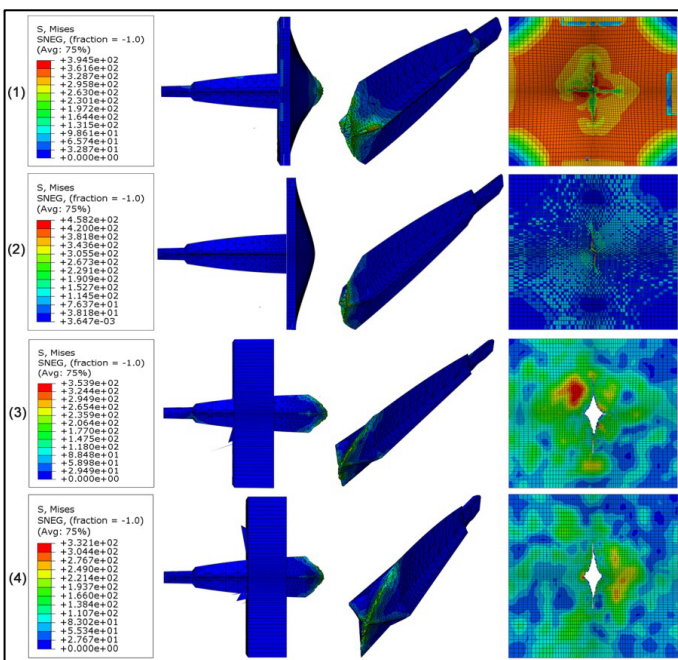 (1)
S, Mises
SNEG, (fraction = -1.0)
(Avg: 75%)
+3.945e+02
+3.616e+02
+3.287e+02
+2.958e+02
+2.630e+02
+2.301e+02
+1.972e+02
+1.644e+02
+1.315e+02
+9.861e+01
+6.574e+01
+3.287e+01
+0.000e+00
(2)
S, Mises
SNEG, (fraction = -1.0)
(Avg: 75%)
+4.582e+02
+4.200e+02
+3.818e+02
+3.436e+02
+3.055e+02
+2.673e+02
+2.291e+02
+1.909e+02
+1.527e+02
+1.145e+02
+7.637e+01
+3.818e+01
+3.647e-03
(3)
S, Mises
SNEG, (fraction = -1.0)
(Avg: 75%)
+3.539e+02
+3.244e+02
+2.949e+02
+2.654e+02
+2.359e+02
+2.064e+02
+1.770e+02
+1.475e+02
+1.180e+02
+8.848e+01
+5.898e+01
+2.949e+01
+0.000e+00
(4)
S, Mises
SNEG, (fraction = -1.0)
(Avg: 75%)
+3.321e+02
+3.044e+02
+2.767e+02
+2.490e+02
+2.214e+02
+1.937e+02
+1.660e+02
+1.384e+02
+1.107e+02
+8.302e+01
+5.534e+01
+2.767e+01
+0.000e+00